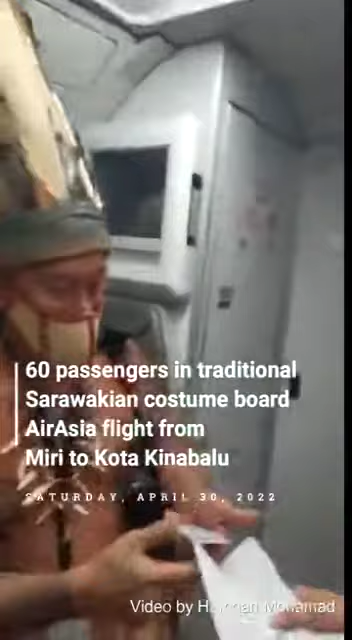 60 passengers in traditional
Sarawakian costume board
AirAsia flight from
Miri to Kota Kinabalu
SATURDAY, APRIL 30, 2022
Video by